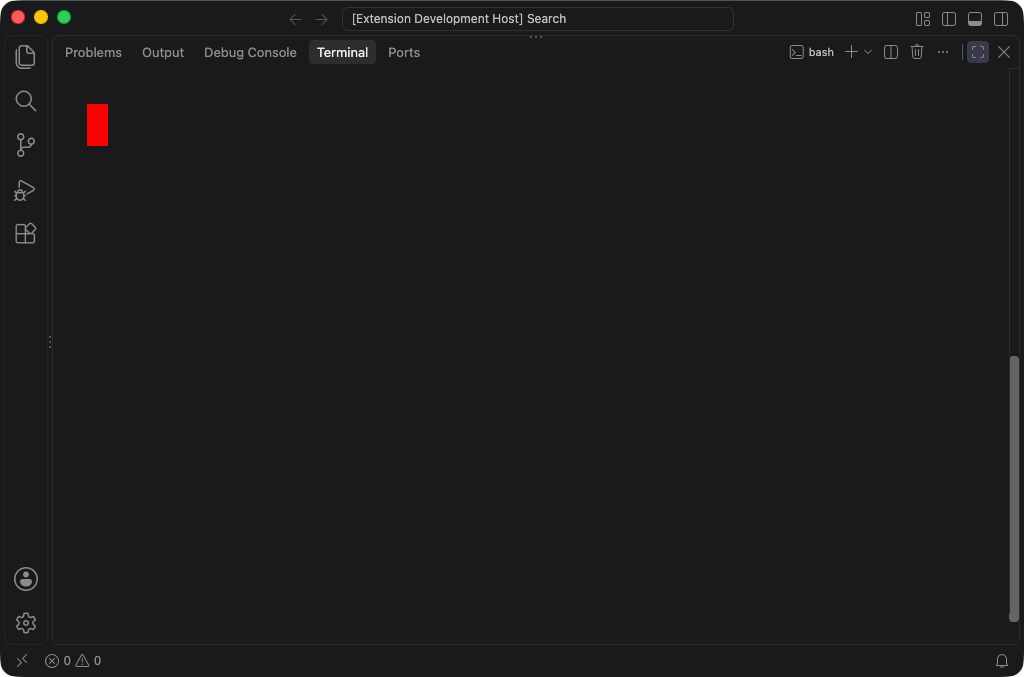 [Extension Development Host] Search
Problems Output Debug Console Terminal Ports bash
0 0